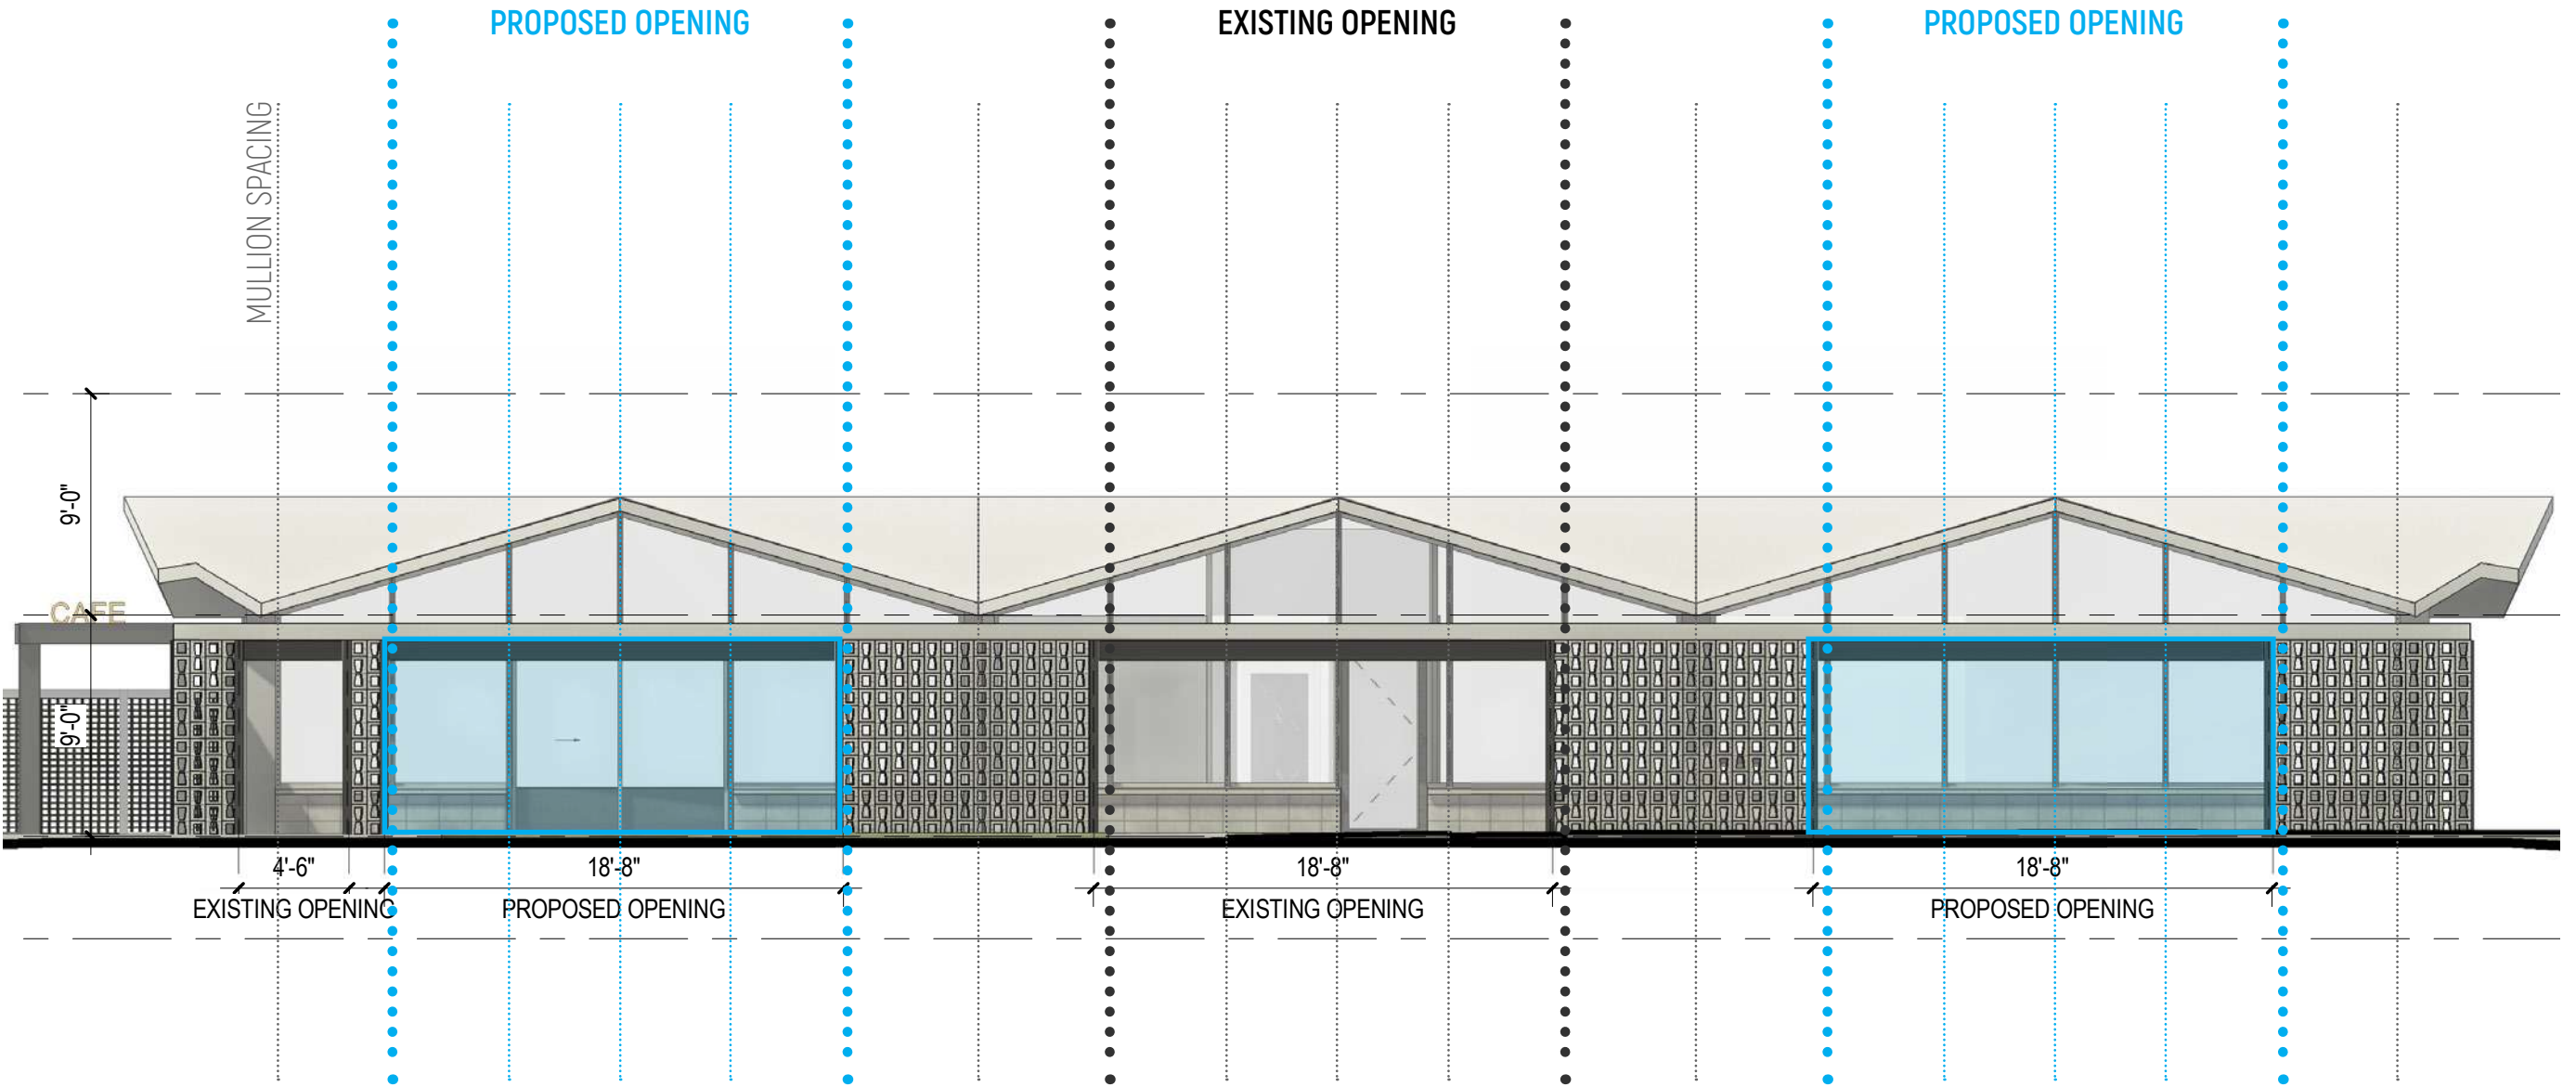 PROPOSED OPENING
EXISTING OPENING
PROPOSED OPENING
MULLION SPACING
9'-0"
CAFE
9'-0"
4'-6"
18'-8"
18'-8"
18'-8"
EXISTING OPENING
PROPOSED OPENING
EXISTING OPENING
PROPOSED OPENING